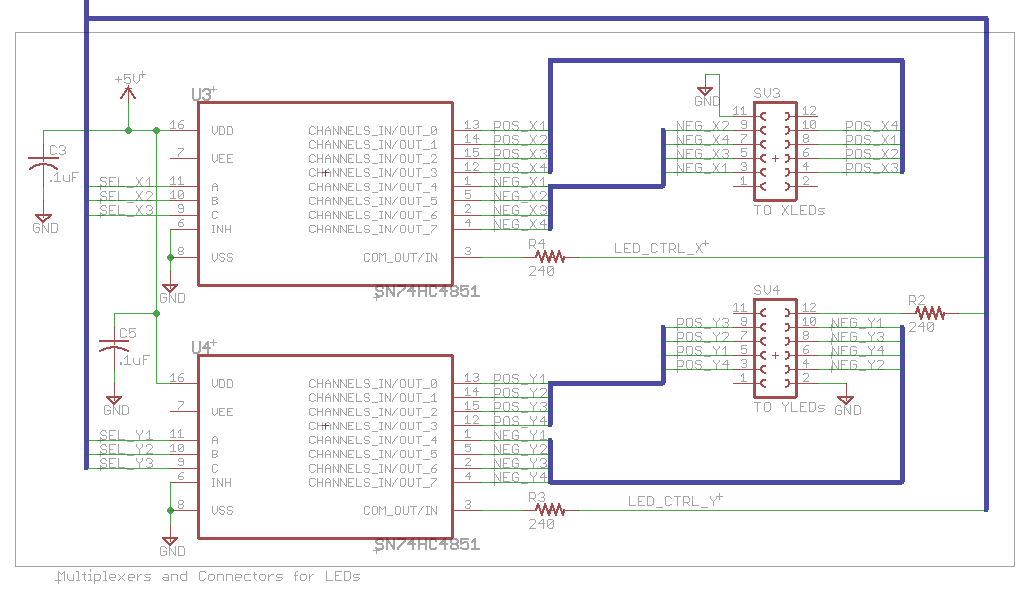 +5V
C3
.1uF
GND
U3
16 VDD CHANNELS_IN/OUT_0 13 POS_X1
CHANNELS_IN/OUT_1 14 POS_X2
7 VEE CHANNELS_IN/OUT_2 15 POS_X3
CHANNELS_IN/OUT_3 12 POS_X4
SEL_X1 11 A CHANNELS_IN/OUT_4 1 NEG_X1
SEL_X2 10 B CHANNELS_IN/OUT_5 5 NEG_X2
SEL_X3 9 C CHANNELS_IN/OUT_6 2 NEG_X3
6 INH CHANNELS_IN/OUT_7 4 NEG_X4
8 VSS COM_OUT/IN 3
GND
SN74HC4851
R4
240
LED_CTRL_X
GND
SV3
11 12
NEG_X2 9 10 POS_X4
NEG_X4 7 8 POS_X1
NEG_X3 5 6 POS_X2
NEG_X1 3 4 POS_X3
1 2
TO XLEDs
C5
.1uF
GND
U4
16 VDD CHANNELS_IN/OUT_0 13 POS_Y1
CHANNELS_IN/OUT_1 14 POS_Y2
7 VEE CHANNELS_IN/OUT_2 15 POS_Y3
CHANNELS_IN/OUT_3 12 POS_Y4
SEL_Y1 11 A CHANNELS_IN/OUT_4 1 NEG_Y1
SEL_Y2 10 B CHANNELS_IN/OUT_5 5 NEG_Y2
SEL_Y3 9 C CHANNELS_IN/OUT_6 2 NEG_Y3
6 INH CHANNELS_IN/OUT_7 4 NEG_Y4
8 VSS COM_OUT/IN 3
GND
SN74HC4851
R3
240
LED_CTRL_Y
SV4
11 12
POS_Y3 9 10 NEG_Y1
POS_Y2 7 8 NEG_Y3
POS_Y1 5 6 NEG_Y4
POS_Y4 3 4 NEG_Y2
1 2
TO YLEDs
GND
R2
240
Multiplexers and Connectors for LEDs